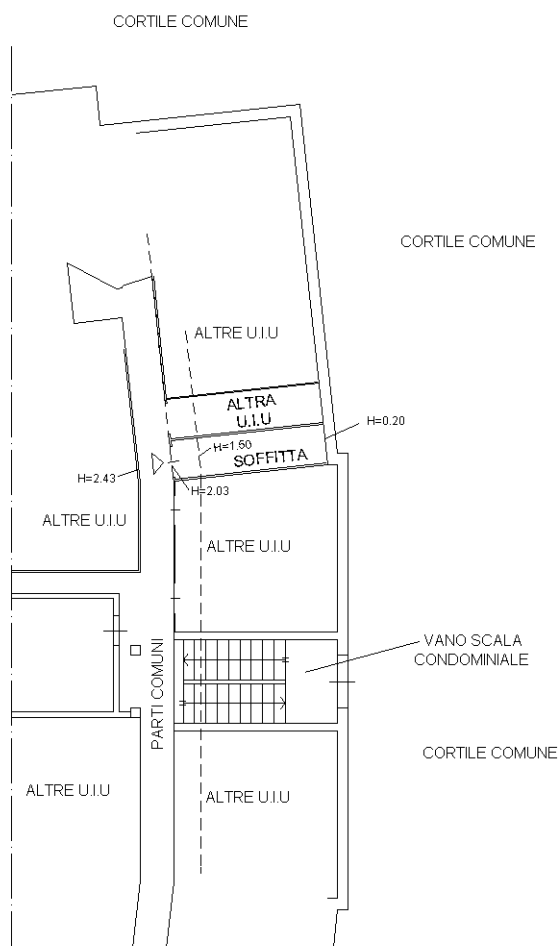 CORTILE COMUNE
CORTILE COMUNE
ALTRE U.I.U
ALTRA
U.I.U
H=0.20
H=1.50
SOFFITTA
H=2.43
H=2.03
ALTRE U.I.U
ALTRE U.I.U
VANO SCALA
CONDOMINIALE
PARTI COMUNI
CORTILE COMUNE
ALTRE U.I.U
ALTRE U.I.U